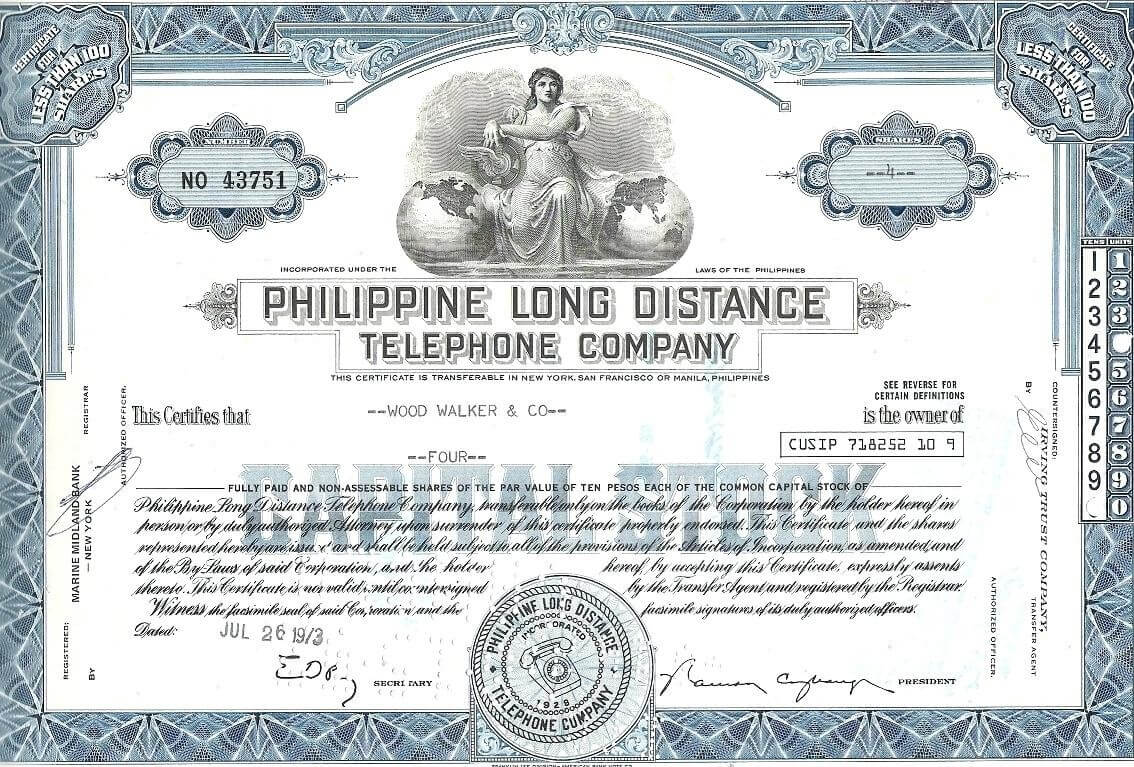 CERTIFICATE
FOR
LESS THAN 100
SHARES
CERTIFICATE
FOR
LESS THAN 100
SHARES
NUMBER
NO 43751
SHARES
--4--
INCORPORATED UNDER THE LAWS OF THE PHILIPPINES
PHILIPPINE LONG DISTANCE
TELEPHONE COMPANY
THIS CERTIFICATE IS TRANSFERABLE IN NEW YORK, SAN FRANCISCO OR MANILA, PHILIPPINES
SEE REVERSE FOR
CERTAIN DEFINITIONS
This Certifies that --WOOD WALKER & CO-- is the owner of
CUSIP 718252 10 9
--FOUR--
CAPITAL STOCK
FULLY PAID AND NON-ASSESSABLE SHARES OF THE PAR VALUE OF TEN PESOS EACH OF THE COMMON CAPITAL STOCK OF
Philippine Long Distance Telephone Company, transferable only on the books of the Corporation by the holder hereof in
person or by duly authorized Attorney upon surrender of this certificate properly endorsed. This Certificate and the shares
represented hereby are issued and shall be held subject to all of the provisions of the Articles of Incorporation, as amended, and
of the By Laws of said Corporation, and the holder hereof, by accepting this Certificate, expressly assents
thereto. This Certificate is not valid until countersigned by the Transfer Agent and registered by the Registrar.
Witness the facsimile seal of said Corporation and the facsimile signatures of its duly authorized officers.
Dated: JUL 26 1973
SECRETARY
PRESIDENT
PHILIPPINE LONG DISTANCE
TELEPHONE COMPANY
INCORPORATED
1928
REGISTERED:
MARINE MIDLAND BANK
— NEW YORK
REGISTRAR
BY
AUTHORIZED OFFICER.
COUNTERSIGNED:
IRVING TRUST COMPANY,
TRANSFER AGENT
BY
AUTHORIZED OFFICER.
TENS UNITS
1 1
2 2
3 3
4
5 5
6 6
7 7
8 8
9 9
0